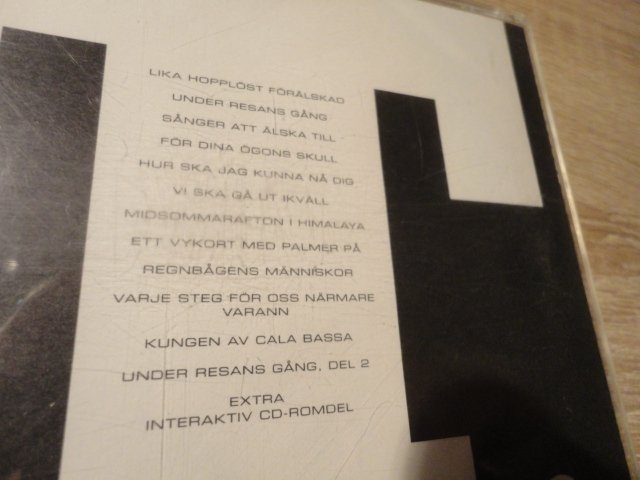 LIKA HOPPLÖST FÖRÄLSKAD
UNDER RESANS GÅNG
SÅNGER ATT ÄLSKA TILL
FÖR DINA ÖGONS SKULL
HUR SKA JAG KUNNA NÅ DIG
VI SKA GÅ UT IKVÄLL
MIDSOMMARAFTON I HIMALAYA
ETT VYKORT MED PALMER PÅ
REGNBÅGENS MÄNNISKOR
VARJE STEG FÖR OSS NÄRMARE
VARANN
KUNGEN AV CALA BASSA
UNDER RESANS GÅNG, DEL 2
EXTRA
INTERAKTIV CD-ROMDEL